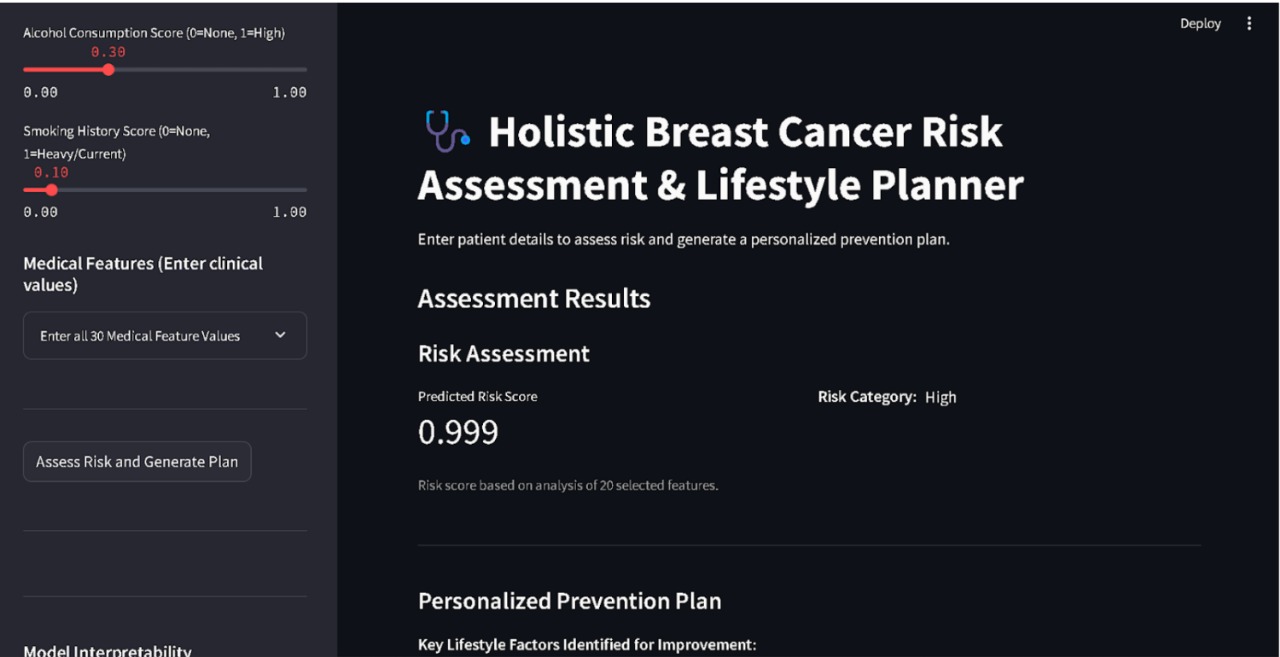 Alcohol Consumption Score (0=None, 1=High)
0.30
0.00 1.00
Smoking History Score (0=None,
1=Heavy/Current)
0.10
0.00 1.00
Medical Features (Enter clinical
values)
Enter all 30 Medical Feature Values
Assess Risk and Generate Plan
Model Interpretability
Deploy
Holistic Breast Cancer Risk
Assessment & Lifestyle Planner
Enter patient details to assess risk and generate a personalized prevention plan.
Assessment Results
Risk Assessment
Predicted Risk Score
0.999
Risk Category: High
Risk score based on analysis of 20 selected features.
Personalized Prevention Plan
Key Lifestyle Factors Identified for Improvement: